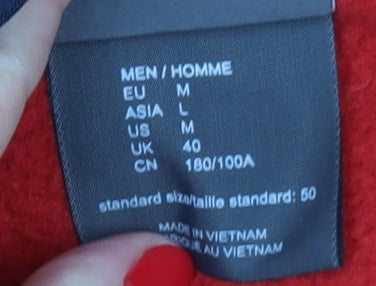 MEN / HOMME
EU M
ASIA L
US M
UK 40
CN 180/100A
standard size/taille standard: 50
MADE IN VIETNAM
AU VIETNAM